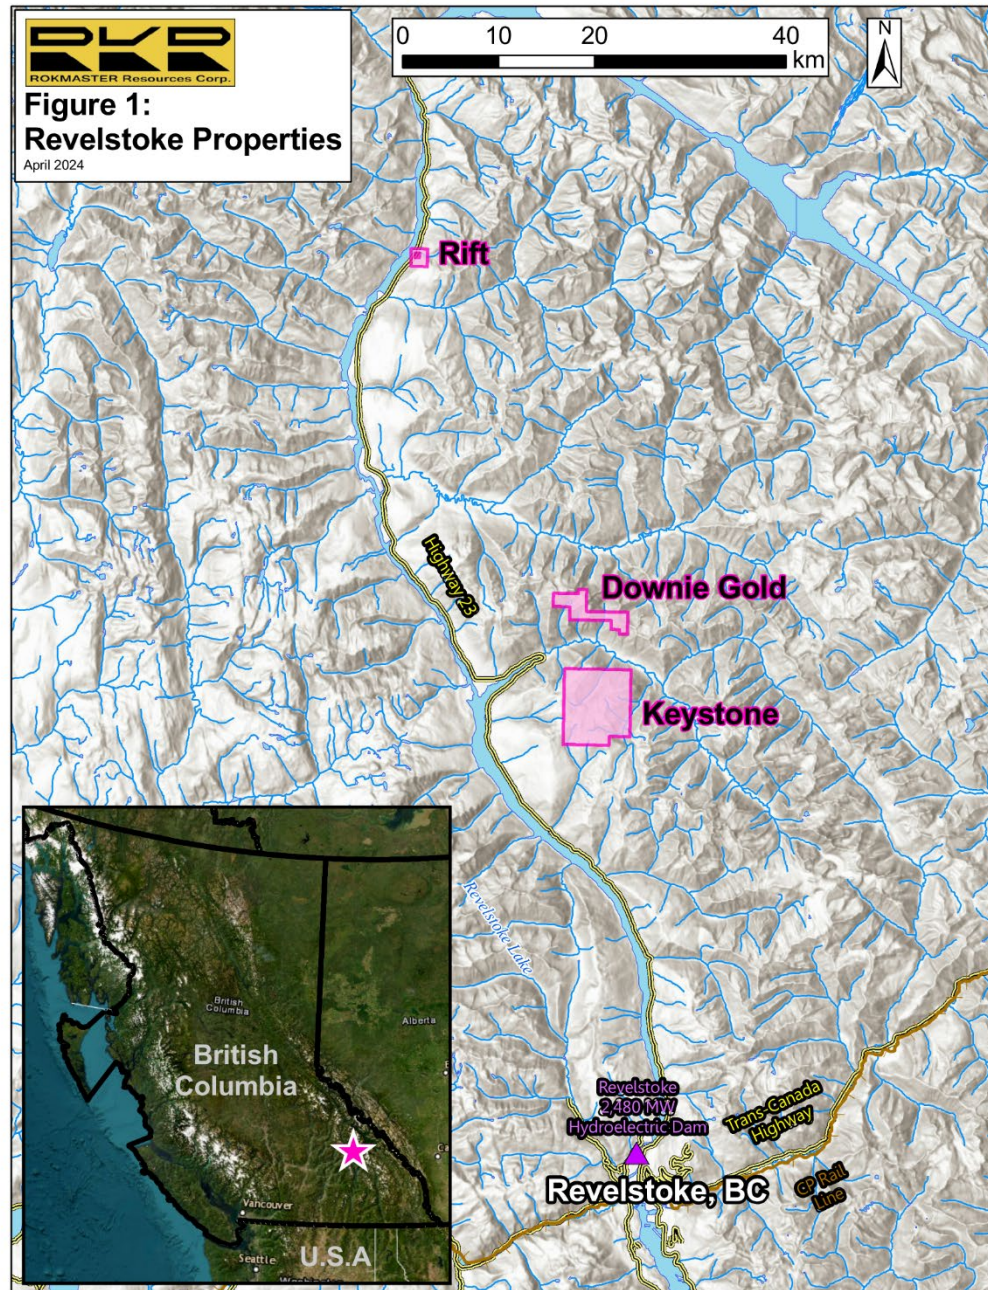 RKR
ROKMASTER Resources Corp.
Figure 1:
Revelstoke Properties
April 2024
0 10 20 40
km
N
Rift
Highway 23
Downie Gold
Keystone
Revelstoke Lake
Revelstoke
2,480 MW
Hydroelectric Dam
Trans-Canada
Highway
Revelstoke, BC
CP Rail
Line
British
Columbia
Alberta
British
Columbia
Vancouver
Seattle
U.S.A